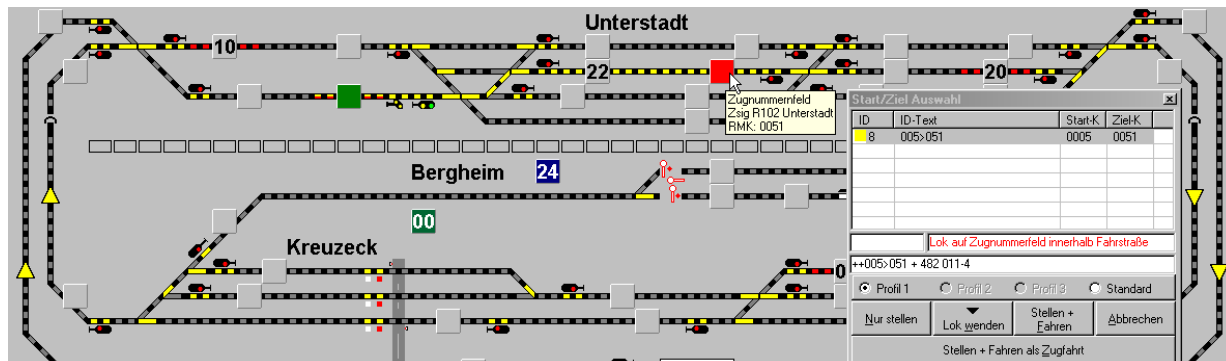 Unterstadt
10
22
20
Zugnummernfeld
Zsig R102 Unterstadt
RMK: 0051
Bergheim
24
00
Kreuzeck
Start/Ziel Auswahl
ID ID-Text Start-K Ziel-K
8 005>051 0005 0051
Lok auf Zugnummerfeld innerhalb Fahrstraße
++005>051 + 482 011-4
Profil 1 Profil 2 Profil 3 Standard
Nur stellen Lok wenden Stellen + Fahren Abbrechen
Stellen + Fahren als Zugfahrt